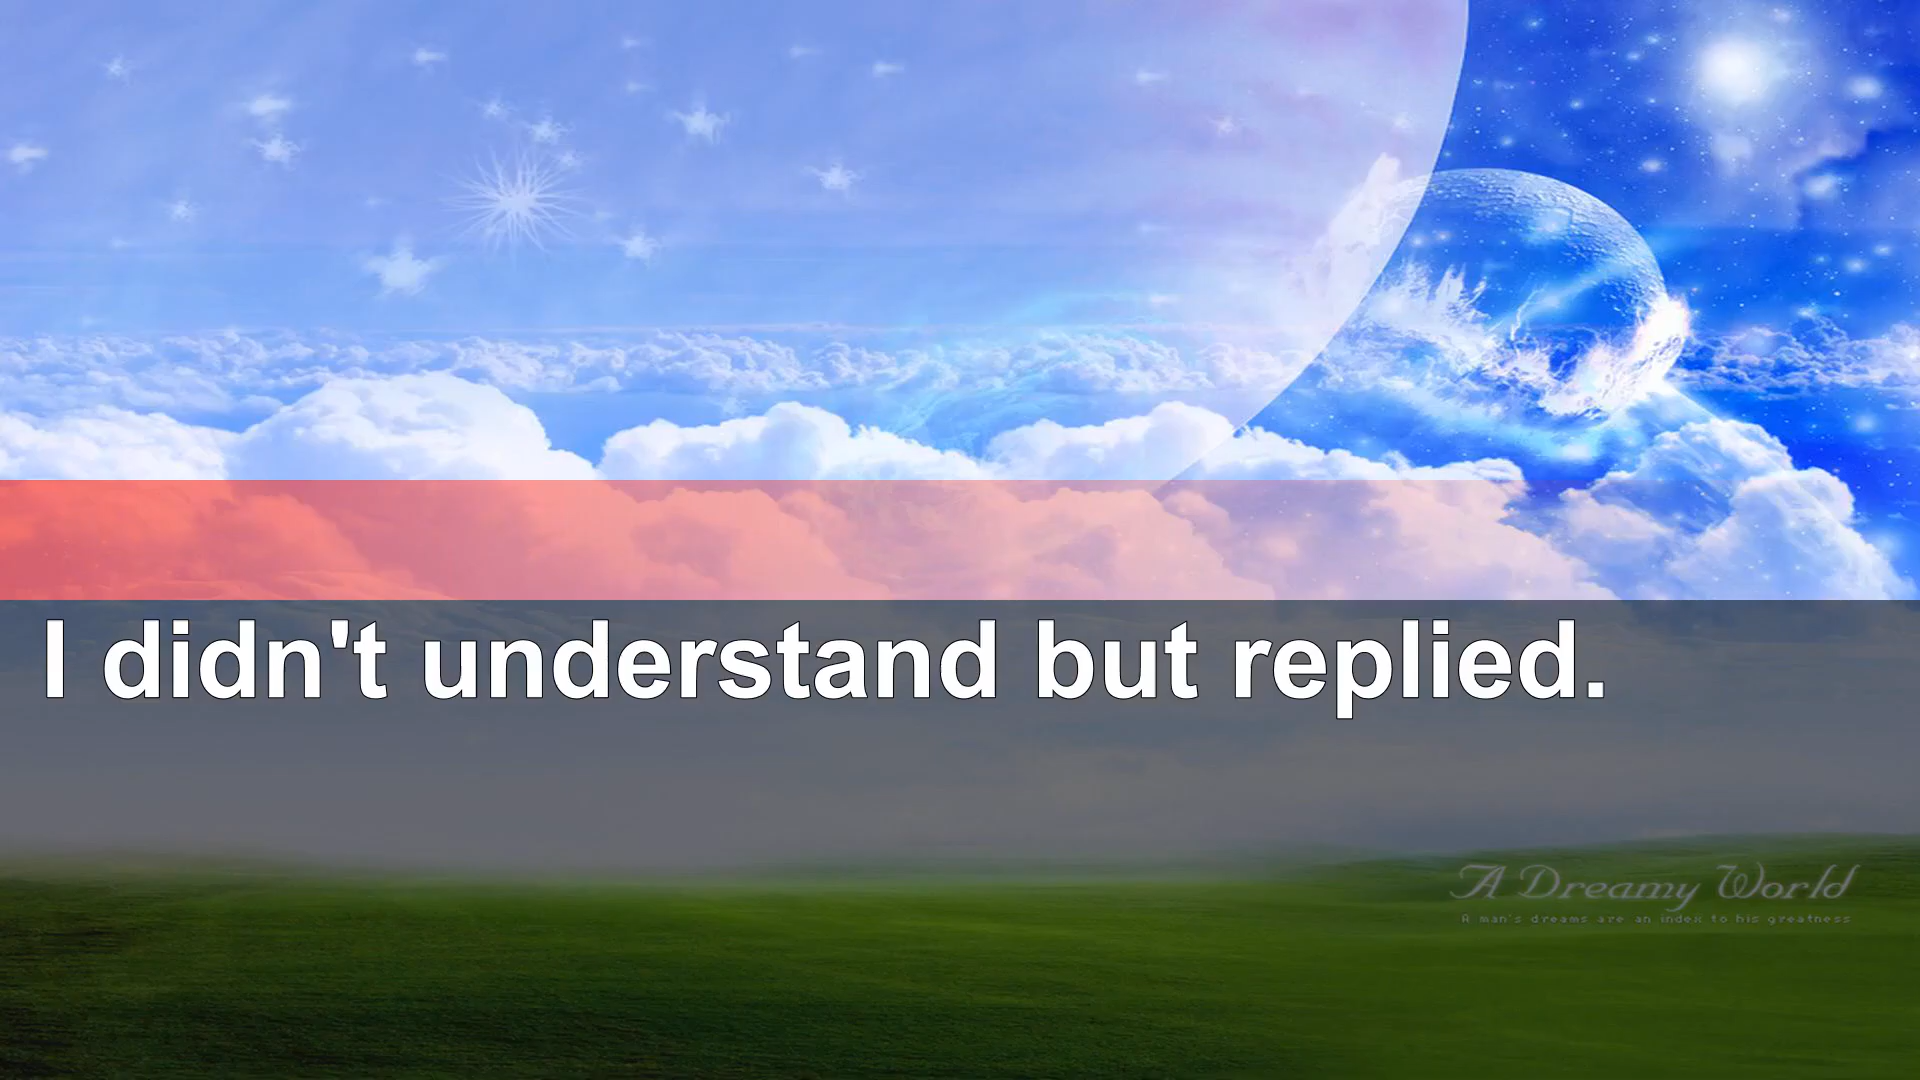 I didn't understand but replied.
A Dreamy World
A man's dreams are an index to his greatness